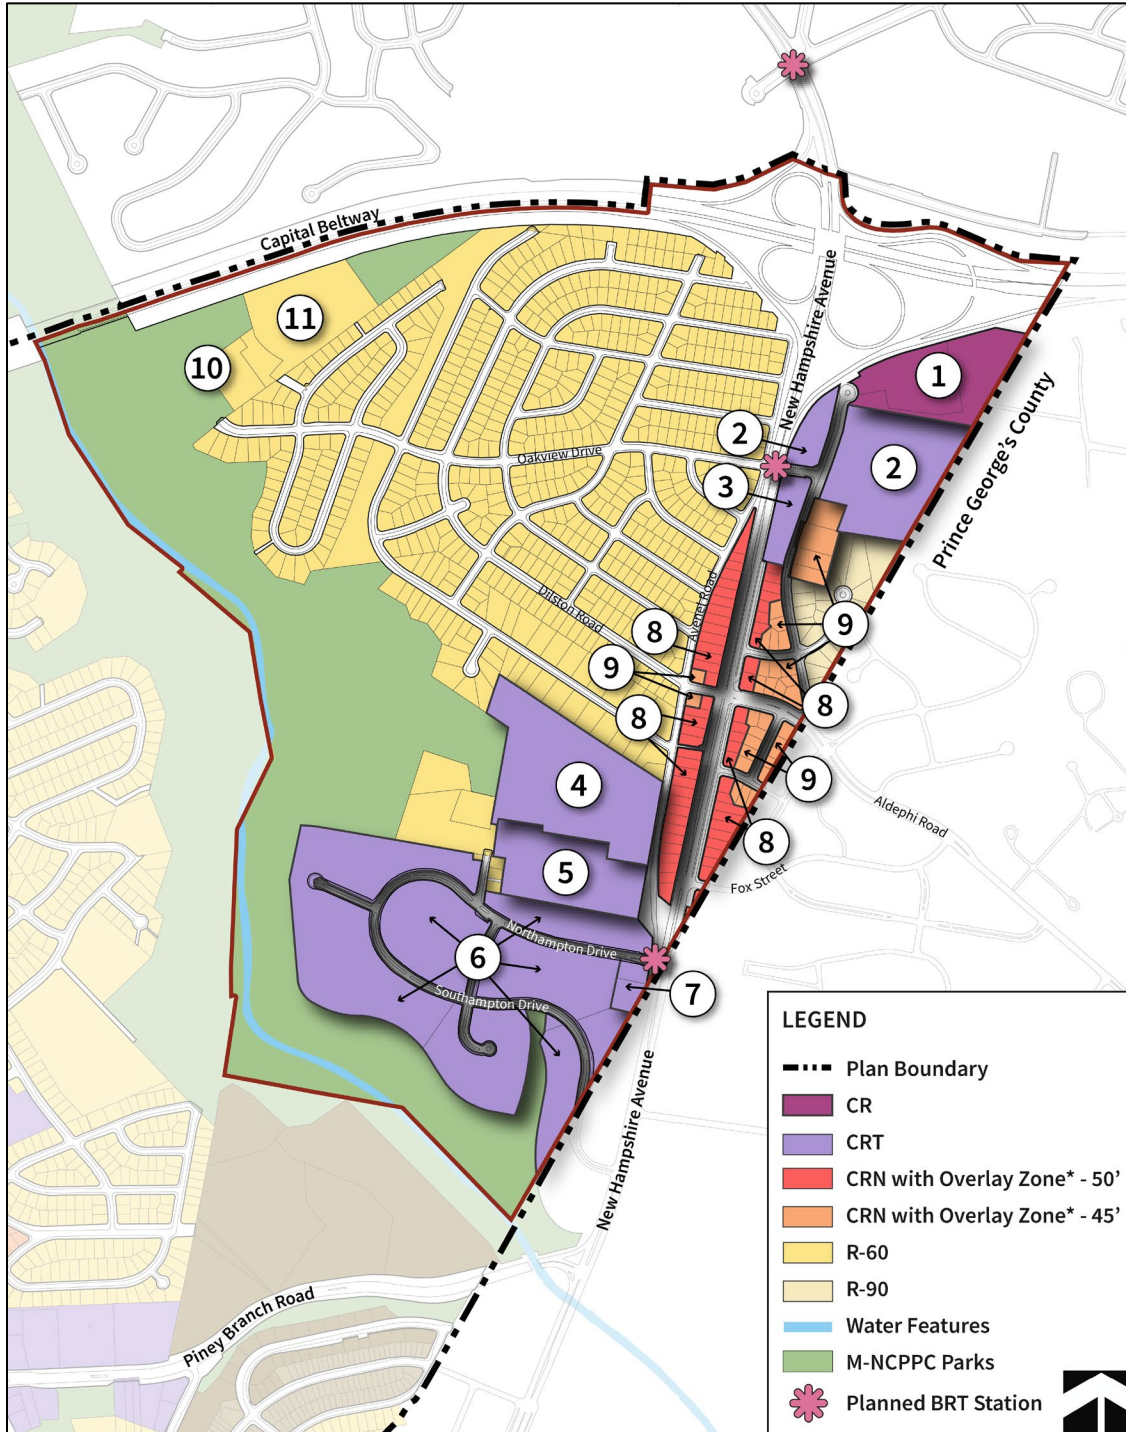 Capital Beltway
New Hampshire Avenue
11
10
1
2
2
3
Oakview Drive
Prince George's County
Dilston Road
Avenel Road
8
9
9
8
8
4
9
8
5
Aldephi Road
Fox Street
6
Northampton Drive
Southampton Drive
7
New Hampshire Avenue
Piney Branch Road
LEGEND
Plan Boundary
CR
CRT
CRN with Overlay Zone* - 50'
CRN with Overlay Zone* - 45'
R-60
R-90
Water Features
M-NCPPC Parks
Planned BRT Station